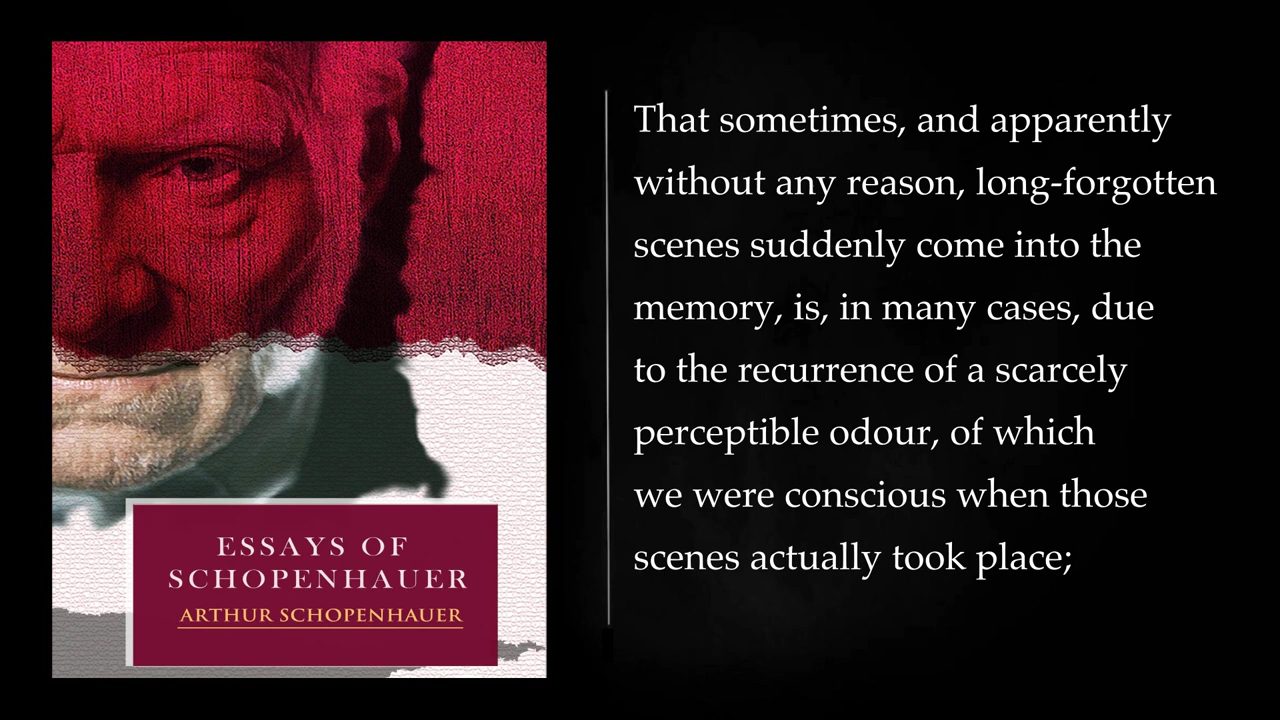 ESSAYS OF
SCHOPENHAUER
ARTHUR SCHOPENHAUER
That sometimes, and apparently
without any reason, long-forgotten
scenes suddenly come into the
memory, is, in many cases, due
to the recurrence of a scarcely
perceptible odour, of which
we were conscious when those
scenes actually took place;